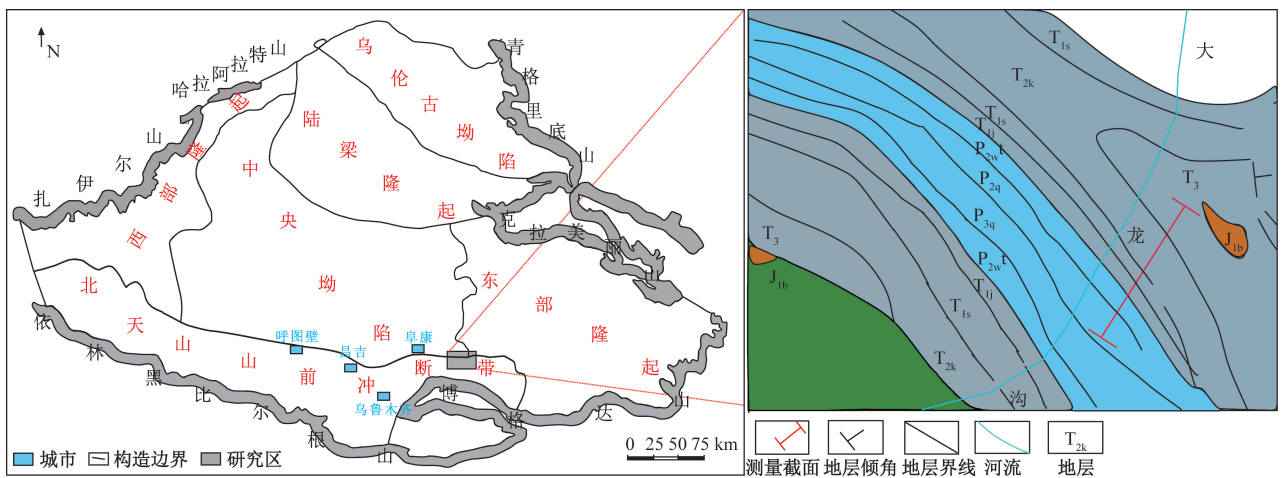 N
哈拉阿拉特山
扎伊尔山
青格里底山
克拉美丽山
依林黑比尔根山
博格达山
乌伦古坳陷
陆梁隆起
西部隆起
中央坳陷
东部隆起
北天山山前冲断带
呼图壁
昌吉
阜康
乌鲁木齐
城市
构造边界
研究区
0 25 50 75 km
大
龙
沟
T1s
T2k
T1s
T1j
P2wt
P2q
P3q
P2wt
T1j
T1s
T2k
T3
J1b
T3
J1b
T2k
测量截面
地层倾角
地层界线
河流
地层